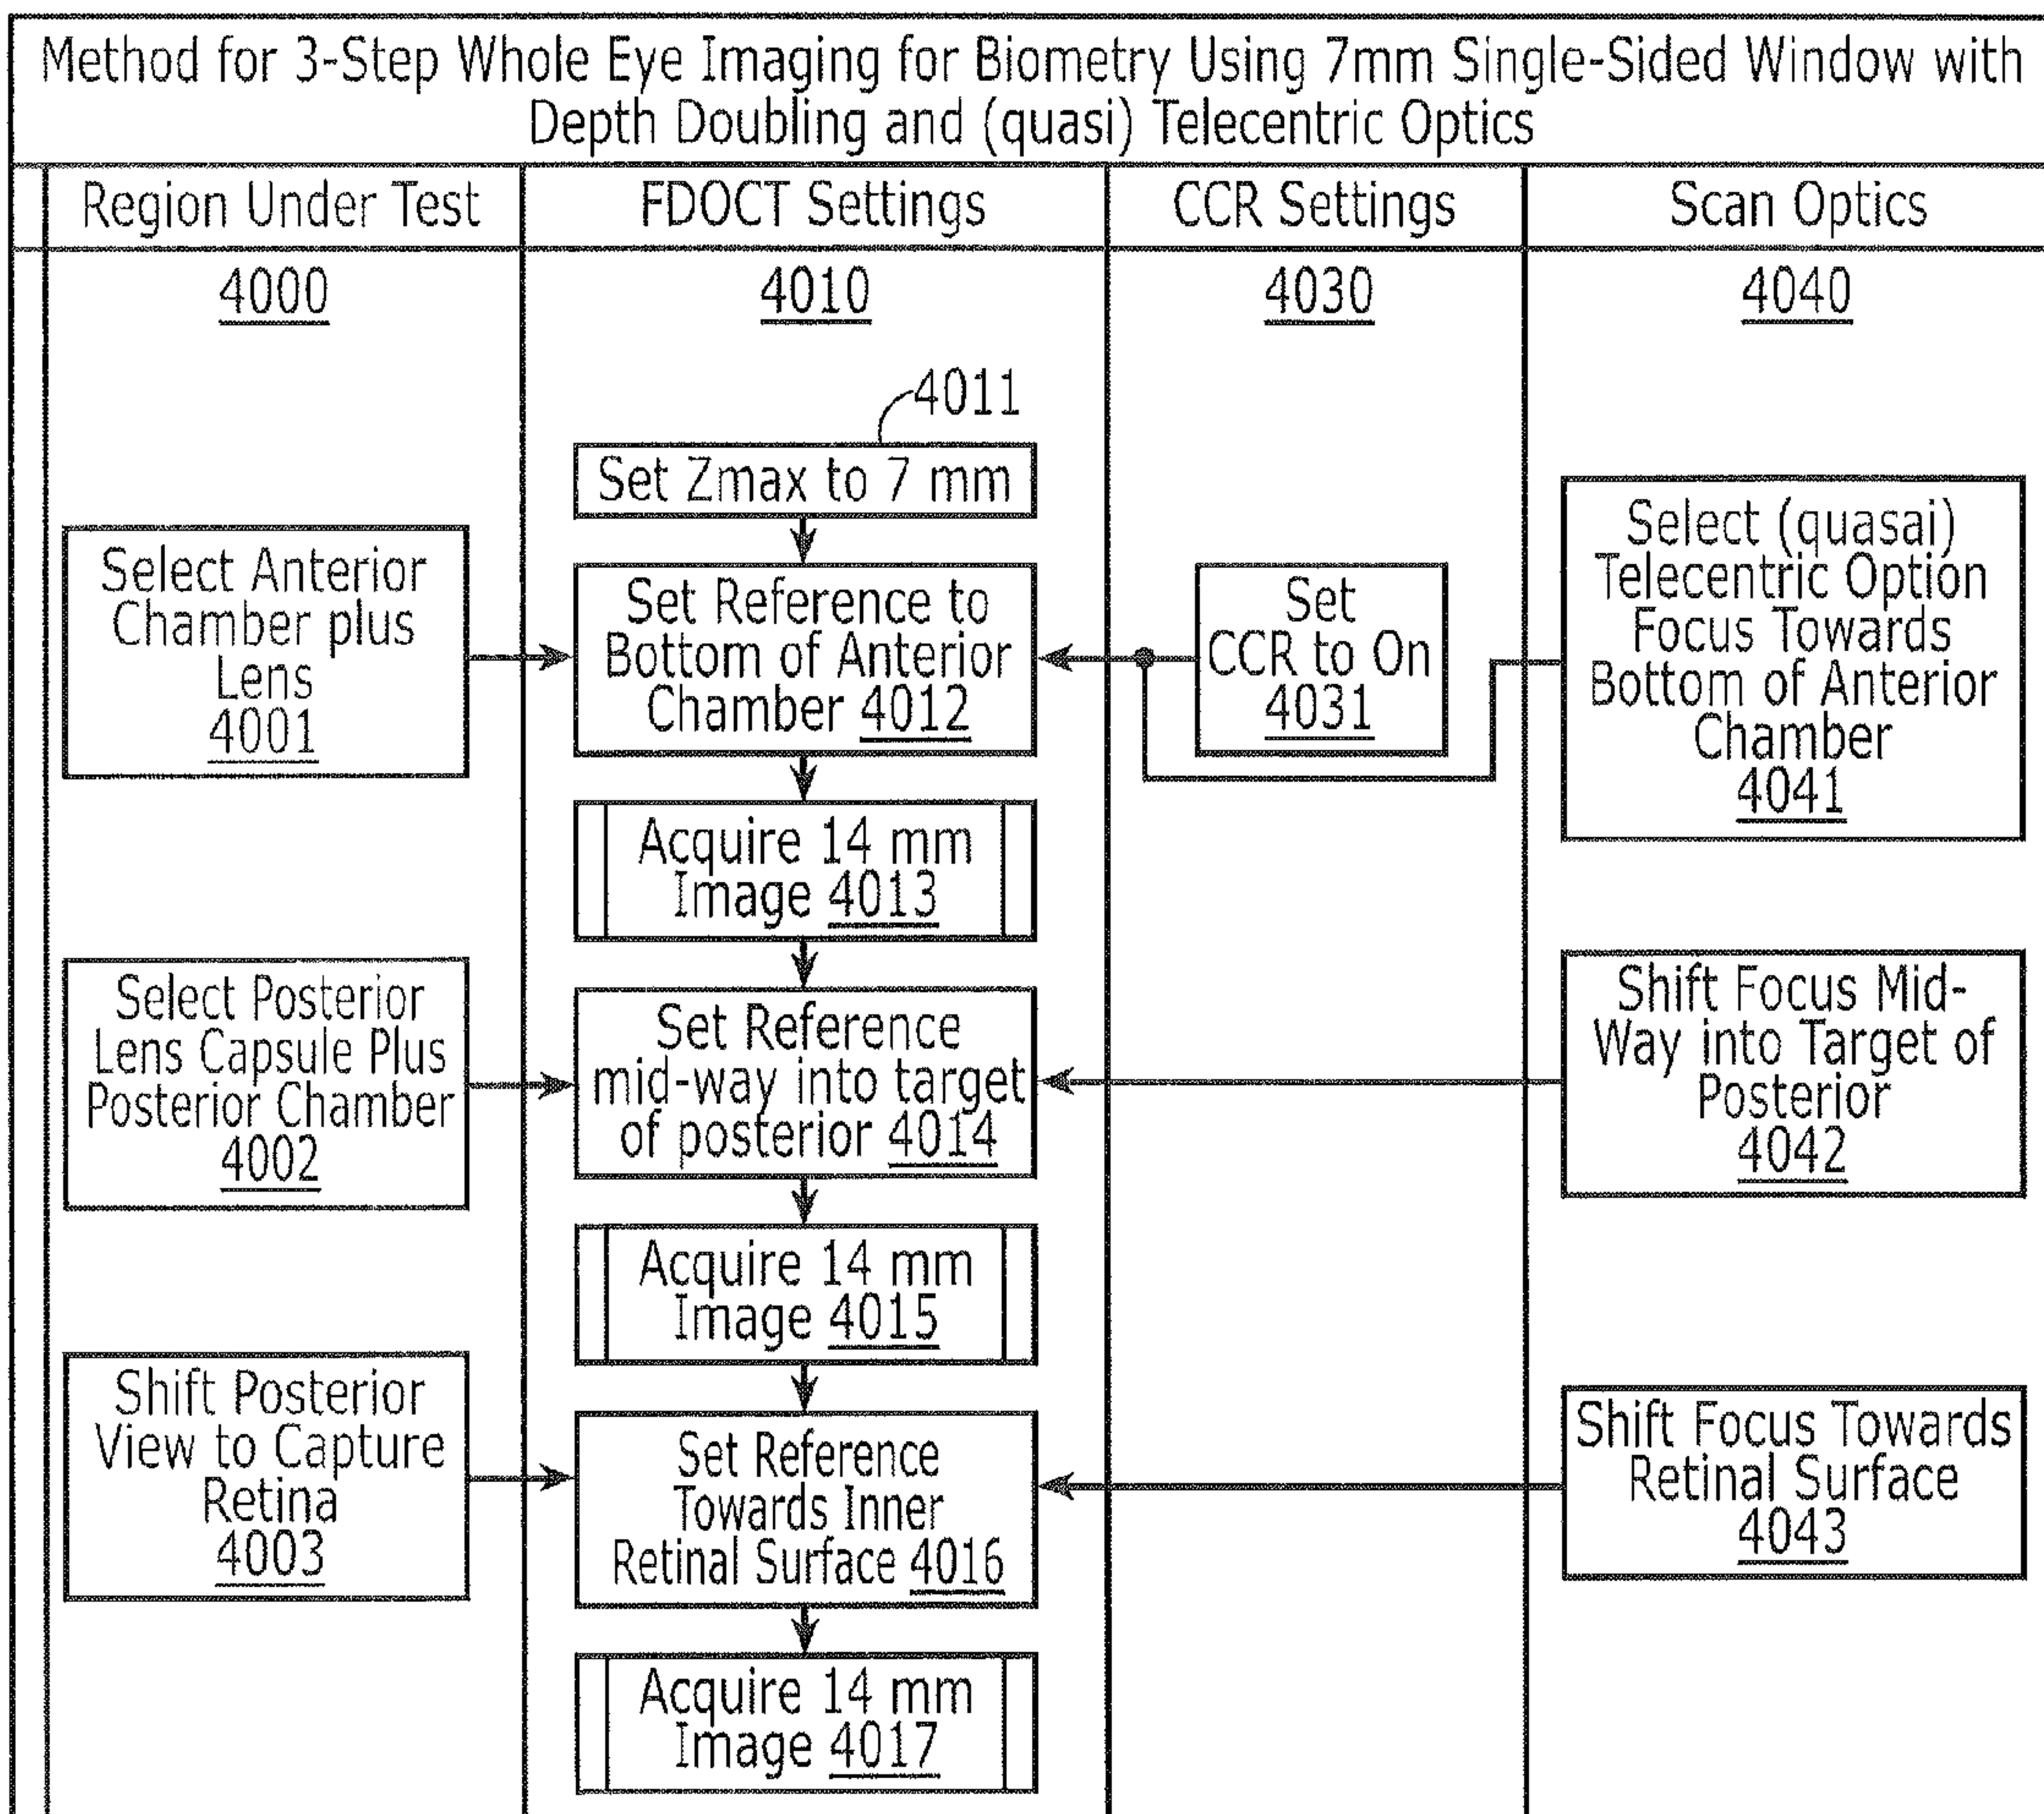 Method for 3-Step Whole Eye Imaging for Biometry Using 7mm Single-Sided Window with
Depth Doubling and (quasi) Telecentric Optics
Region Under Test
FDOCT Settings
CCR Settings
Scan Optics
4000
4010
4030
4040
4011
Set Zmax to 7 mm
Select Anterior
Chamber plus
Lens
4001
Set Reference to
Bottom of Anterior
Chamber 4012
Set
CCR to On
4031
Select (quasai)
Telecentric Option
Focus Towards
Bottom of Anterior
Chamber
4041
Acquire 14 mm
Image 4013
Select Posterior
Lens Capsule Plus
Posterior Chamber
4002
Set Reference
mid-way into target
of posterior 4014
Shift Focus Mid-
Way into Target of
Posterior
4042
Acquire 14 mm
Image 4015
Shift Posterior
View to Capture
Retina
4003
Set Reference
Towards Inner
Retinal Surface 4016
Shift Focus Towards
Retinal Surface
4043
Acquire 14 mm
Image 4017